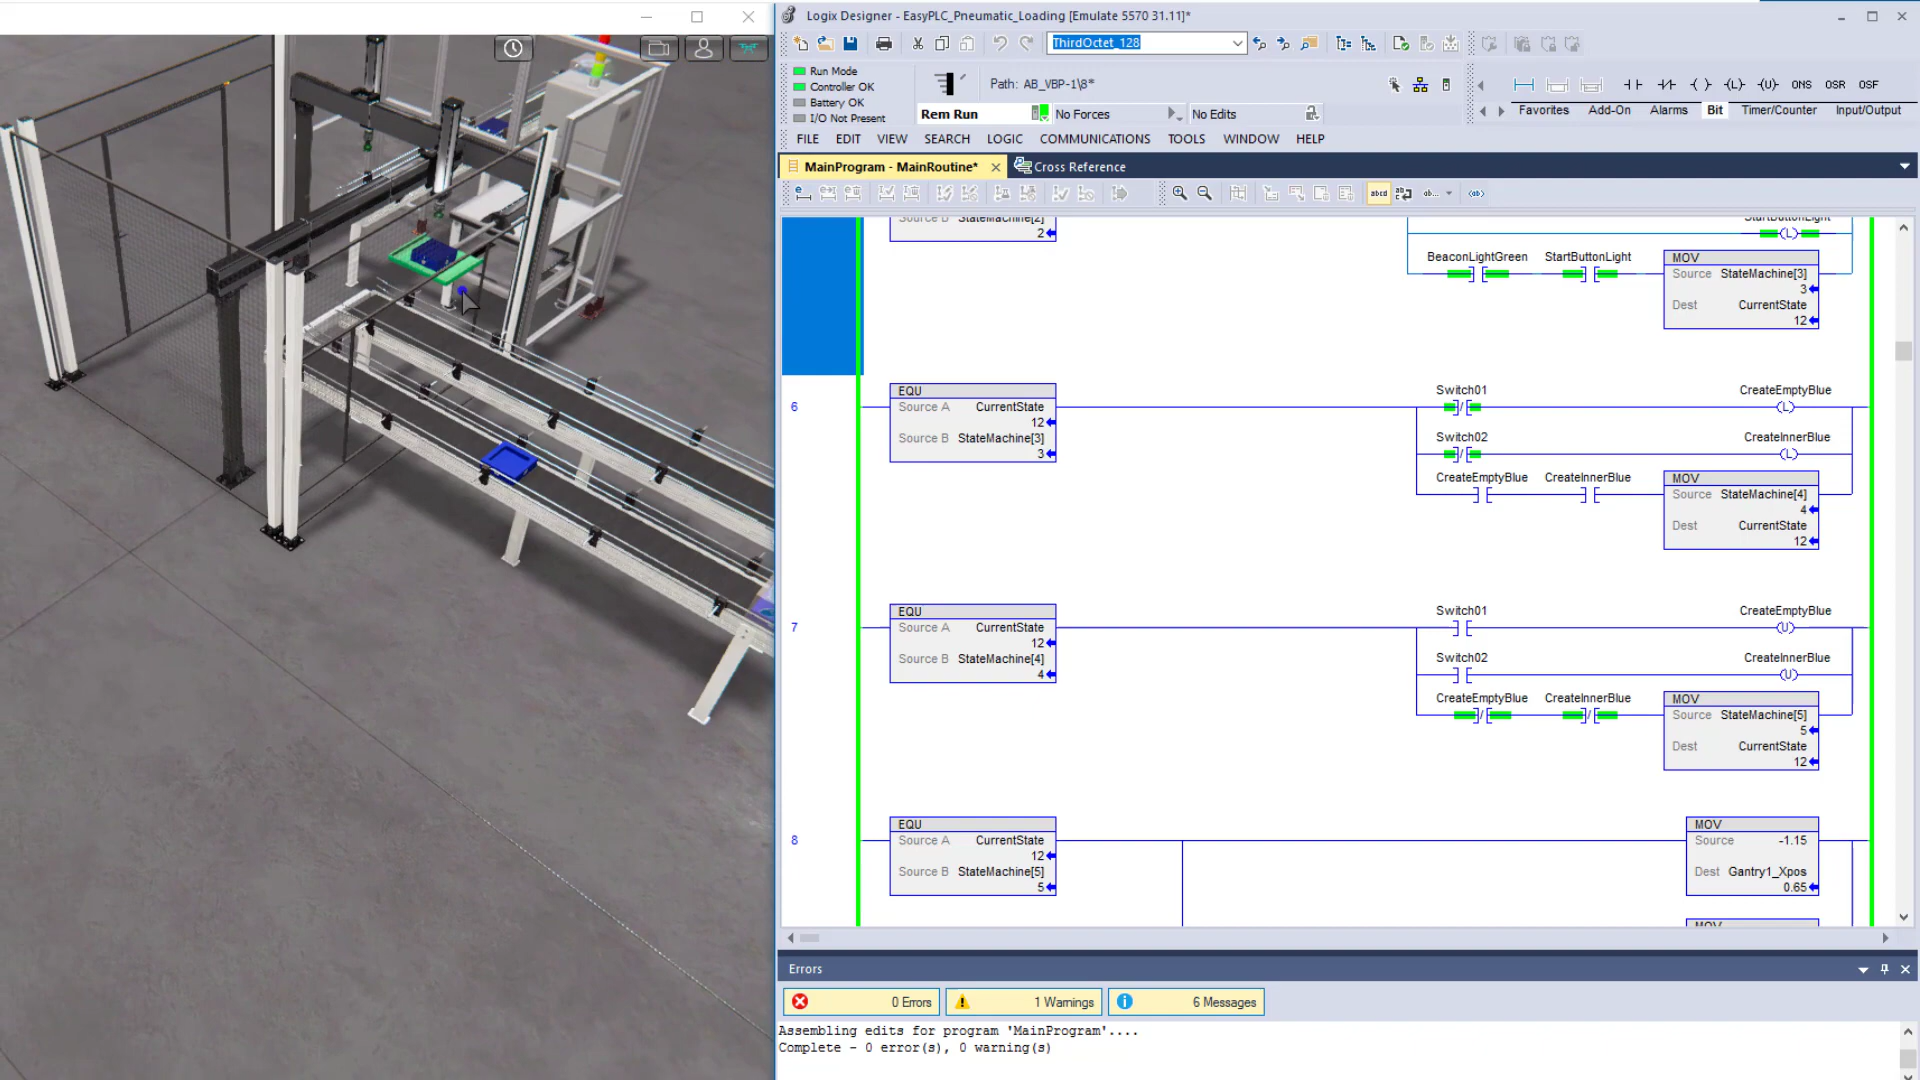 Logix Designer - EasyPLC_Pneumatic_Loading [Emulate 5570 31.11]*
ThirdOctet_128
Run Mode
Controller OK
Battery OK
I/O Not Present
Path: AB_VBP-1\8*
Rem Run
No Forces
No Edits
ONS OSR OSF
Favorites Add-On Alarms Bit Timer/Counter Input/Output
FILE EDIT VIEW SEARCH LOGIC COMMUNICATIONS TOOLS WINDOW HELP
MainProgram - MainRoutine*
Cross Reference
Source B StateMachine[2]
2
StartButtonLight
(L)
BeaconLightGreen StartButtonLight
MOV
Source StateMachine[3]
3
Dest CurrentState
12
6
EQU
Source A CurrentState
12
Source B StateMachine[3]
3
Switch01 CreateEmptyBlue
(L)
Switch02 CreateInnerBlue
(L)
CreateEmptyBlue CreateInnerBlue
MOV
Source StateMachine[4]
4
Dest CurrentState
12
7
EQU
Source A CurrentState
12
Source B StateMachine[4]
4
Switch01 CreateEmptyBlue
(U)
Switch02 CreateInnerBlue
(U)
CreateEmptyBlue CreateInnerBlue
MOV
Source StateMachine[5]
5
Dest CurrentState
12
8
EQU
Source A CurrentState
12
Source B StateMachine[5]
5
MOV
Source -1.15
Dest Gantry1_Xpos
0.65
MOV
Errors
0 Errors
1 Warnings
6 Messages
Assembling edits for program 'MainProgram'....
Complete - 0 error(s), 0 warning(s)